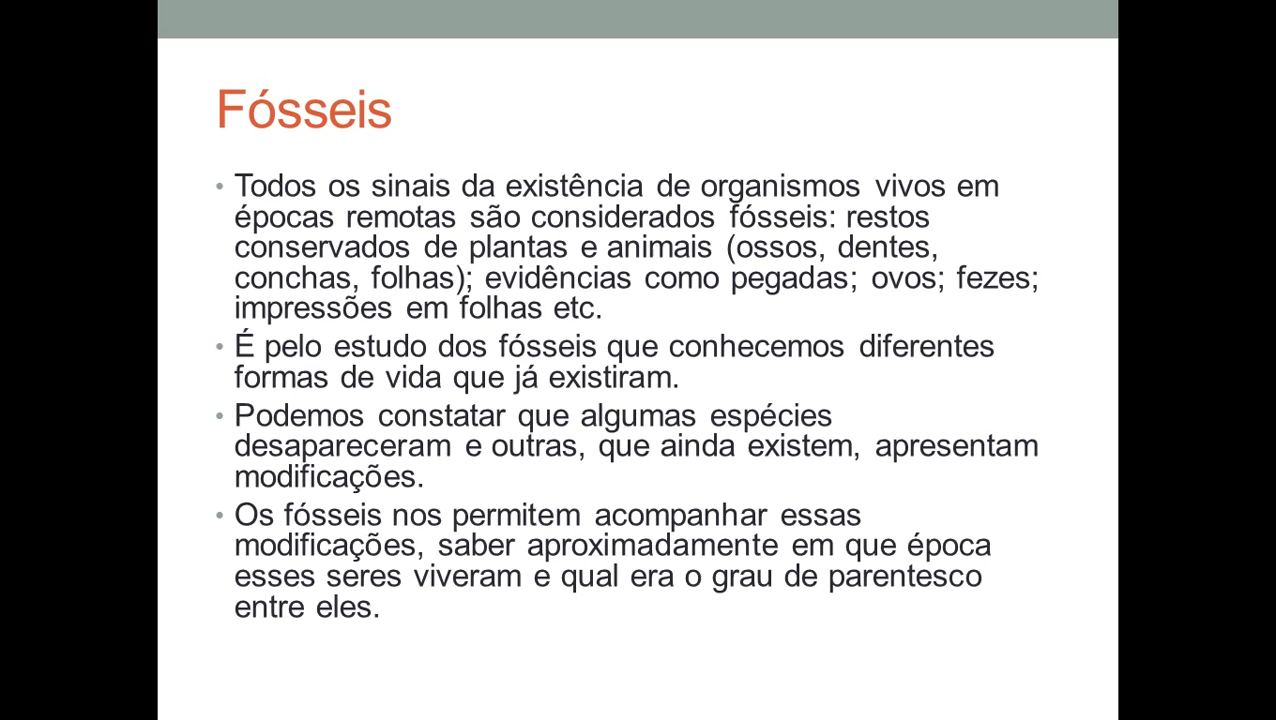 Fósseis
• Todos os sinais da existência de organismos vivos em
épocas remotas são considerados fósseis: restos
conservados de plantas e animais (ossos, dentes,
conchas, folhas); evidências como pegadas; ovos; fezes;
impressões em folhas etc.
• É pelo estudo dos fósseis que conhecemos diferentes
formas de vida que já existiram.
• Podemos constatar que algumas espécies
desapareceram e outras, que ainda existem, apresentam
modificações.
• Os fósseis nos permitem acompanhar essas
modificações, saber aproximadamente em que época
esses seres viveram e qual era o grau de parentesco
entre eles.